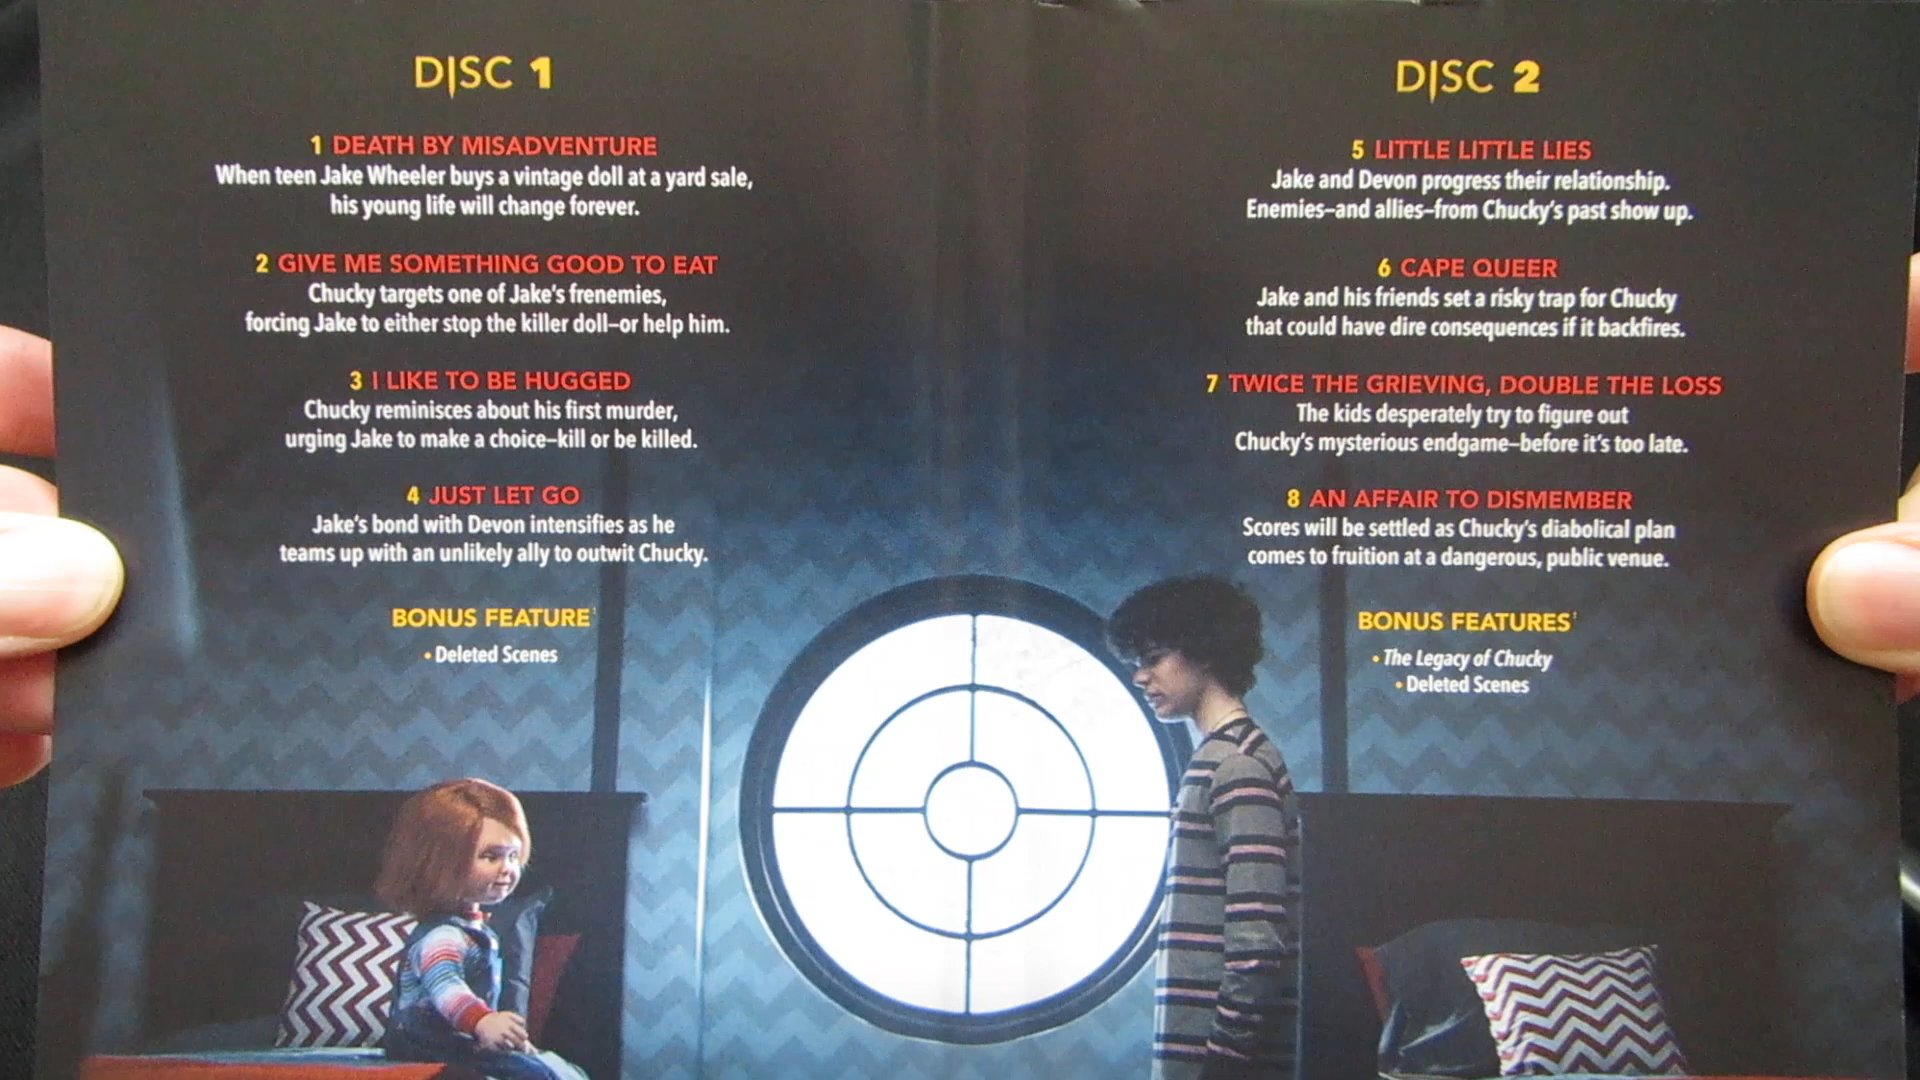 DISC 1
1 DEATH BY MISADVENTURE
When teen Jake Wheeler buys a vintage doll at a yard sale,
his young life will change forever.
2 GIVE ME SOMETHING GOOD TO EAT
Chucky targets one of Jake's frenemies,
forcing Jake to either stop the killer doll–or help him.
3 I LIKE TO BE HUGGED
Chucky reminisces about his first murder,
urging Jake to make a choice–kill or be killed.
4 JUST LET GO
Jake's bond with Devon intensifies as he
teams up with an unlikely ally to outwit Chucky.
BONUS FEATURE
• Deleted Scenes
DISC 2
5 LITTLE LITTLE LIES
Jake and Devon progress their relationship.
Enemies–and allies–from Chucky's past show up.
6 CAPE QUEER
Jake and his friends set a risky trap for Chucky
that could have dire consequences if it backfires.
7 TWICE THE GRIEVING, DOUBLE THE LOSS
The kids desperately try to figure out
Chucky's mysterious endgame–before it's too late.
8 AN AFFAIR TO DISMEMBER
Scores will be settled as Chucky's diabolical plan
comes to fruition at a dangerous, public venue.
BONUS FEATURES
• The Legacy of Chucky
• Deleted Scenes